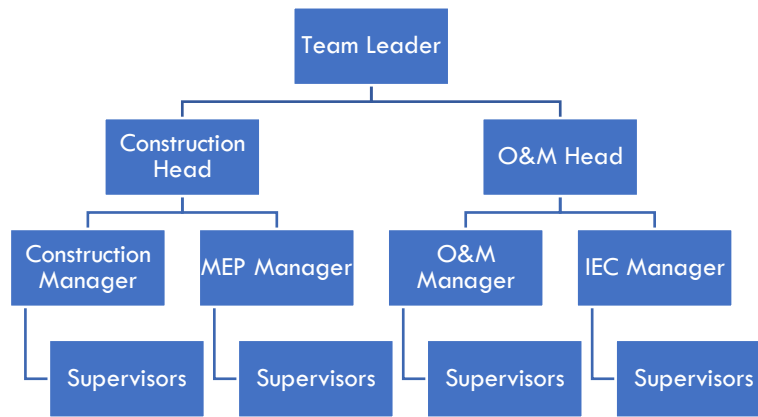 Team Leader
Construction
Head
O&M Head
Construction
Manager
MEP Manager
O&M
Manager
IEC Manager
Supervisors
Supervisors
Supervisors
Supervisors